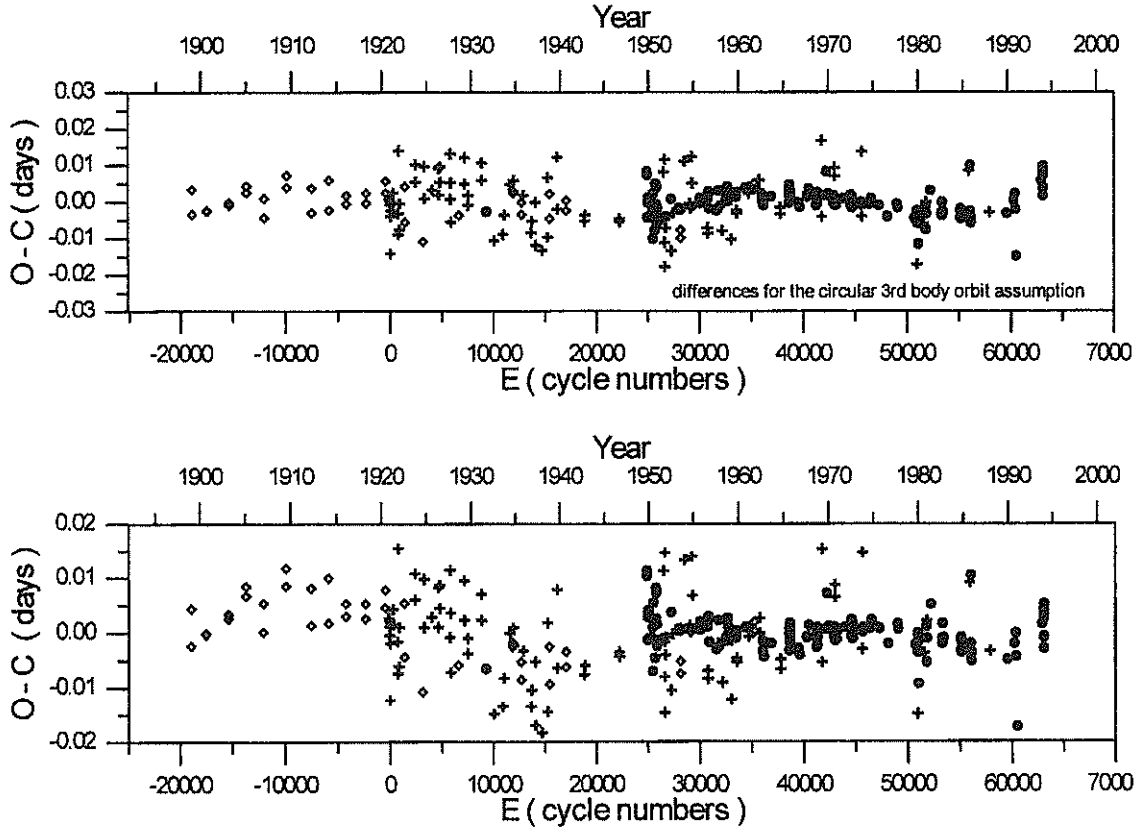 Year
1900 1910 1920 1930 1940 1950 1960 1970 1980 1990 2000
0.03
0.02
0.01
0.00
-0.01
-0.02
-0.03
O - C ( days )
differences for the circular 3rd body orbit assumption
-20000 -10000 0 10000 20000 30000 40000 50000 60000 7000
E ( cycle numbers )
Year
1900 1910 1920 1930 1940 1950 1960 1970 1980 1990 2000
0.02
0.01
0.00
-0.01
-0.02
O - C ( days )
-20000 -10000 0 10000 20000 30000 40000 50000 60000 7000
E ( cycle numbers )